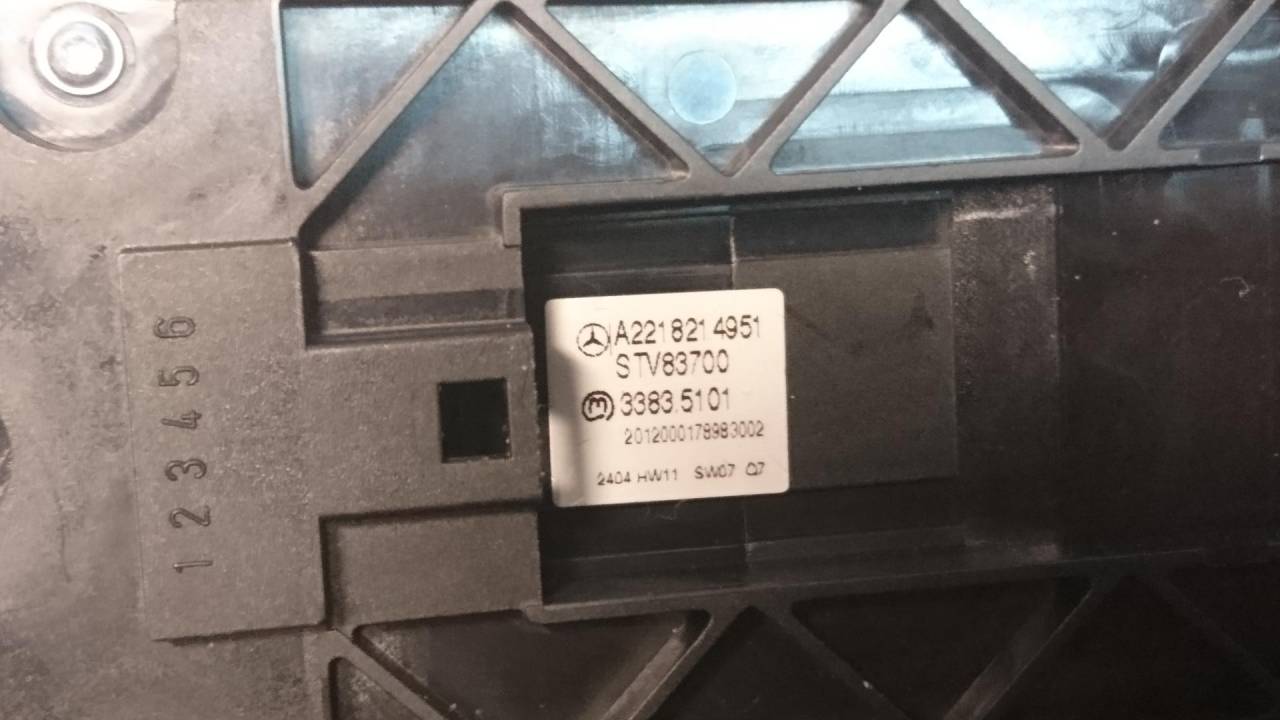 A221 821 4951
STV83700
3383.5101
2012000178983002
2404 HW11 SW07 Q7
1 2 3 4 5 6